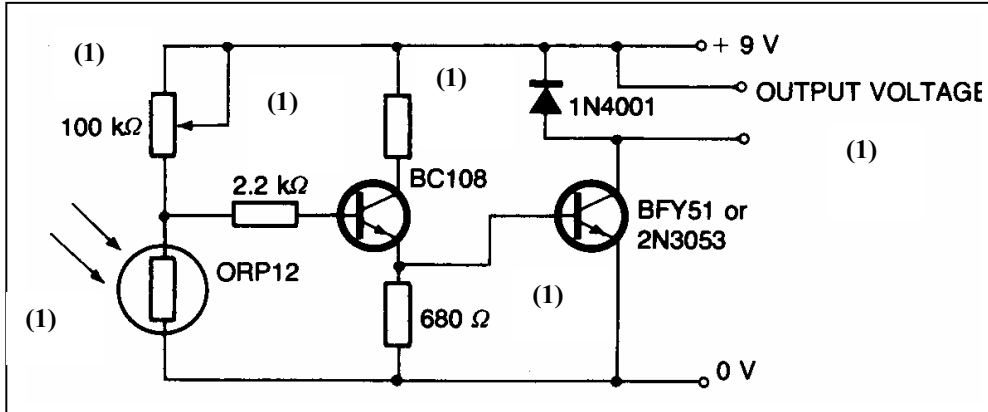 (1)
+ 9 V
(1)
OUTPUT VOLTAGE
1N4001
(1)
100 kΩ
(1)
BC108
2.2 kΩ
BFY51 or
2N3053
ORP12
(1)
(1)
680 Ω
0 V